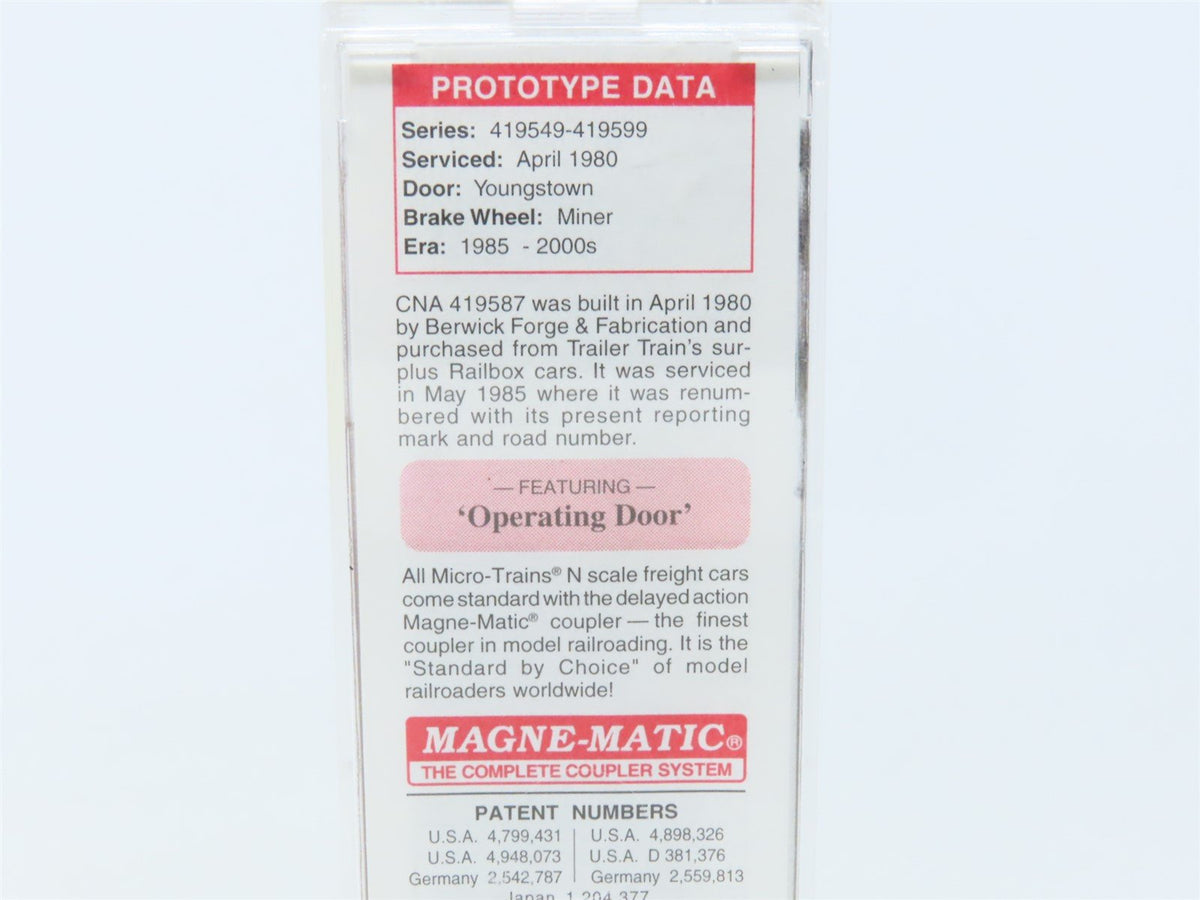 PROTOTYPE DATA
Series: 419549-419599
Serviced: April 1980
Door: Youngstown
Brake Wheel: Miner
Era: 1985 - 2000s
CNA 419587 was built in April 1980
by Berwick Forge & Fabrication and
purchased from Trailer Train's sur-
plus Railbox cars. It was serviced
in May 1985 where it was renum-
bered with its present reporting
mark and road number.
— FEATURING —
‘Operating Door’
All Micro-Trains® N scale freight cars
come standard with the delayed action
Magne-Matic® coupler — the finest
coupler in model railroading. It is the
"Standard by Choice" of model
railroaders worldwide!
MAGNE-MATIC®
THE COMPLETE COUPLER SYSTEM
PATENT NUMBERS
U.S.A. 4,799,431 | U.S.A. 4,898,326
U.S.A. 4,948,073 | U.S.A. D 381,376
Germany 2,542,787 | Germany 2,559,813
Japan 1,204,377